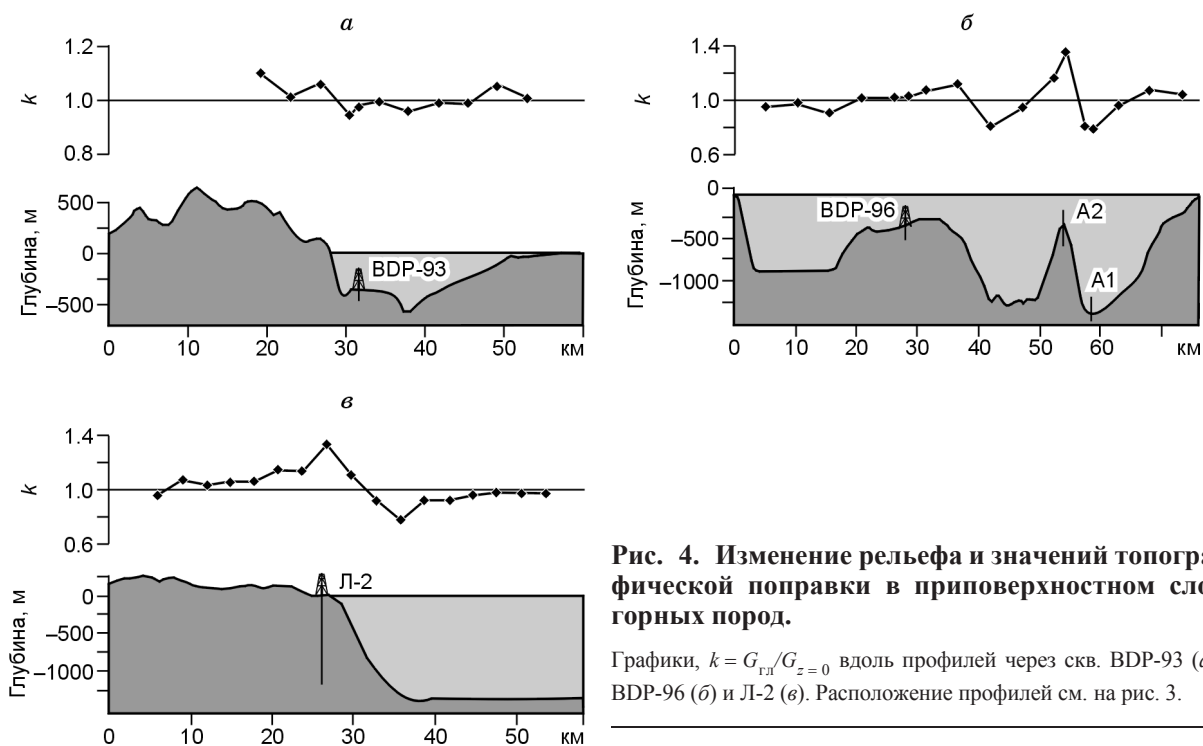 а
1.2
k
1.0
0.8
Глубина, м
500
0
–500
BDP-93
0 10 20 30 40 50 км
б
1.4
k
1.0
0.6
Глубина, м
0
–500
–1000
BDP-96
A2
A1
0 10 20 30 40 50 60 км
в
1.4
k
1.0
0.6
Глубина, м
0
–500
–1000
Л-2
0 10 20 30 40 50 км
Рис. 4. Изменение рельефа и значений топогра-
фической поправки в приповерхностном сло
горных пород.
Графики, k = Gгл/Gz = 0 вдоль профилей через скв. BDP-93 (
BDP-96 (б) и Л-2 (в). Расположение профилей см. на рис. 3.